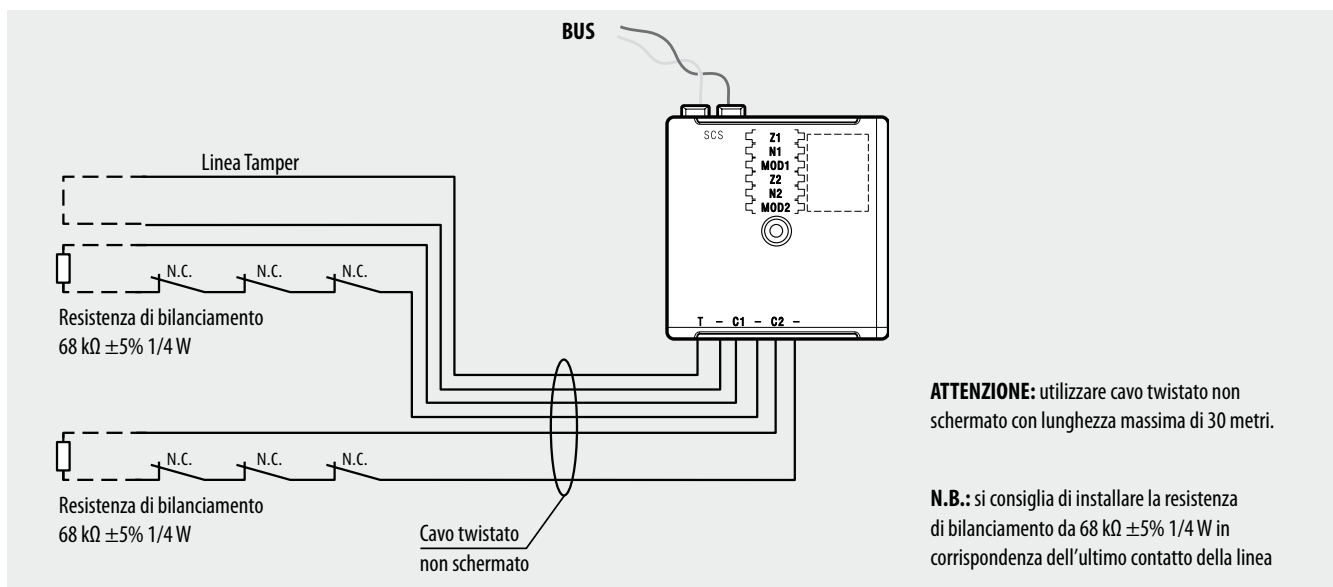 BUS
SCS
Z1
N1
MOD1
Z2
N2
MOD2
Linea Tamper
N.C. N.C. N.C.
Resistenza di bilanciamento
68 kΩ ±5% 1/4 W
T – C1 – C2 –
N.C. N.C. N.C.
Resistenza di bilanciamento
68 kΩ ±5% 1/4 W
Cavo twistato
non schermato
ATTENZIONE: utilizzare cavo twistato non
schermato con lunghezza massima di 30 metri.
N.B.: si consiglia di installare la resistenza
di bilanciamento da 68 kΩ ±5% 1/4 W in
corrispondenza dell’ultimo contatto della linea